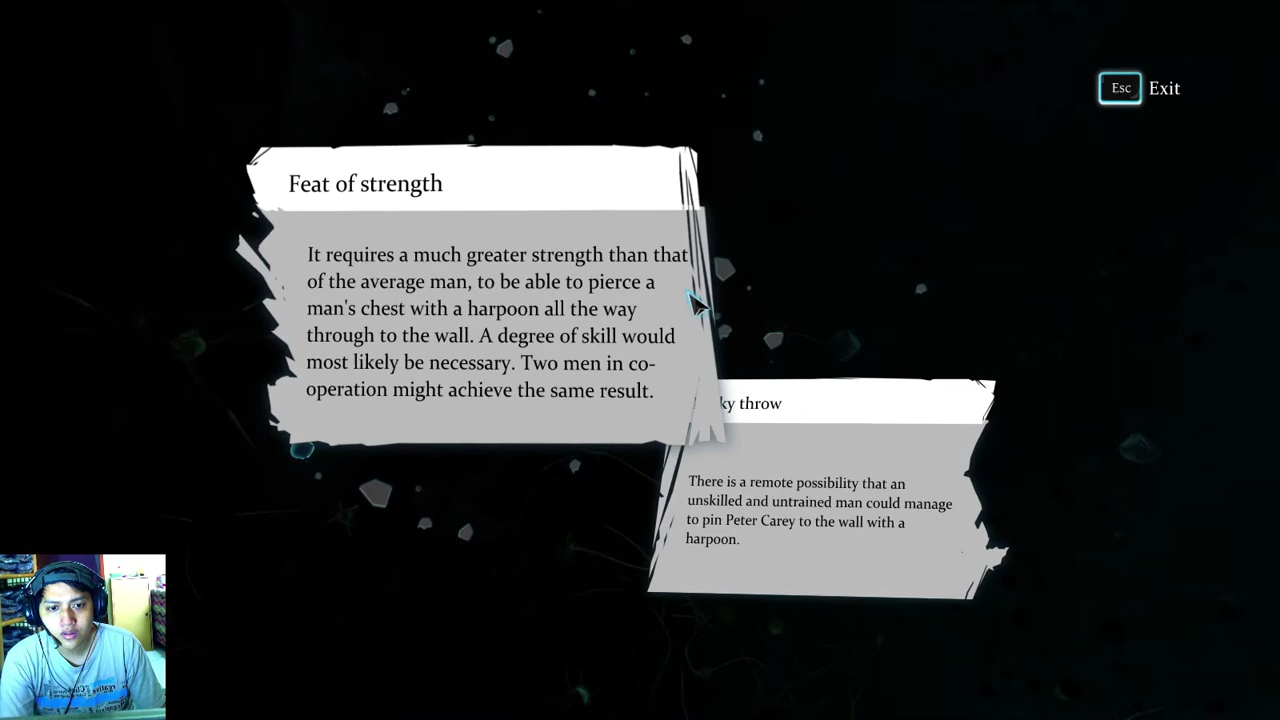 Esc Exit
Feat of strength
It requires a much greater strength than that
of the average man, to be able to pierce a
man's chest with a harpoon all the way
through to the wall. A degree of skill would
most likely be necessary. Two men in co-
operation might achieve the same result.
throw
There is a remote possibility that an
unskilled and untrained man could manage
to pin Peter Carey to the wall with a
harpoon.